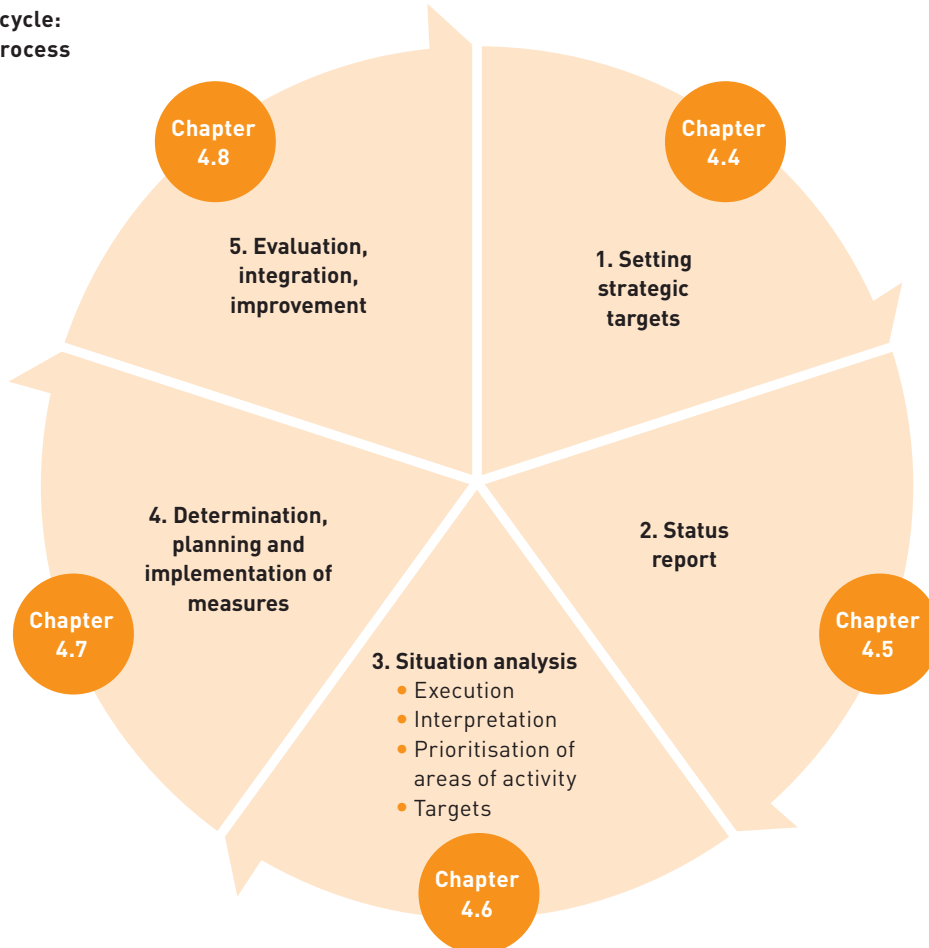 cycle:
rocess
Chapter
4.4
1. Setting
strategic
targets
Chapter
4.5
2. Status
report
Chapter
4.6
3. Situation analysis
• Execution
• Interpretation
• Prioritisation of
areas of activity
• Targets
Chapter
4.7
4. Determination,
planning and
implementation of
measures
Chapter
4.8
5. Evaluation,
integration,
improvement